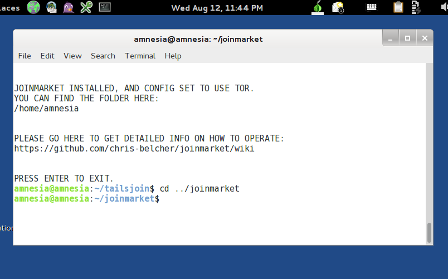 aces
Wed Aug 12, 11:44 PM
amnesia@amnesia: ~/joinmarket
File Edit View Search Terminal Help
JOINMARKET INSTALLED, AND CONFIG SET TO USE TOR.
YOU CAN FIND THE FOLDER HERE:
/home/amnesia
PLEASE GO HERE TO GET DETAILED INFO ON HOW TO OPERATE:
https://github.com/chris-belcher/joinmarket/wiki
PRESS ENTER TO EXIT.
amnesia@amnesia:~/tailsjoin$ cd ../joinmarket
amnesia@amnesia:~/joinmarket$